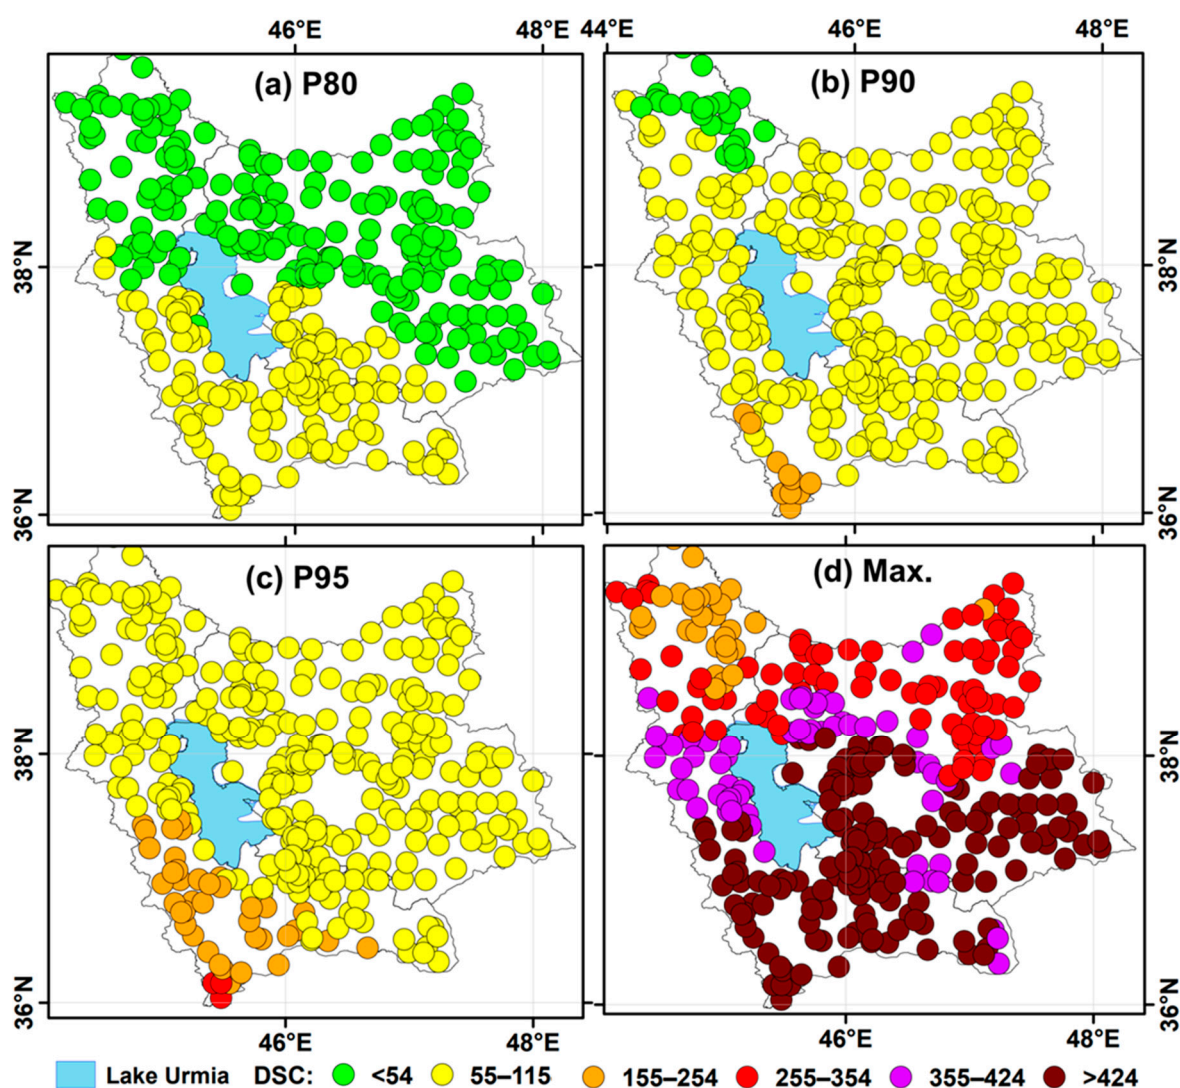 46°E 48°E 44°E 46°E 48°E
(a) P80 (b) P90
38°N 38°N
36°N 36°N
(c) P95 (d) Max.
38°N 38°N
36°N 36°N
46°E 48°E 46°E 48°E
Lake Urmia DSC: <54 55–115 155–254 255–354 355–424 >424